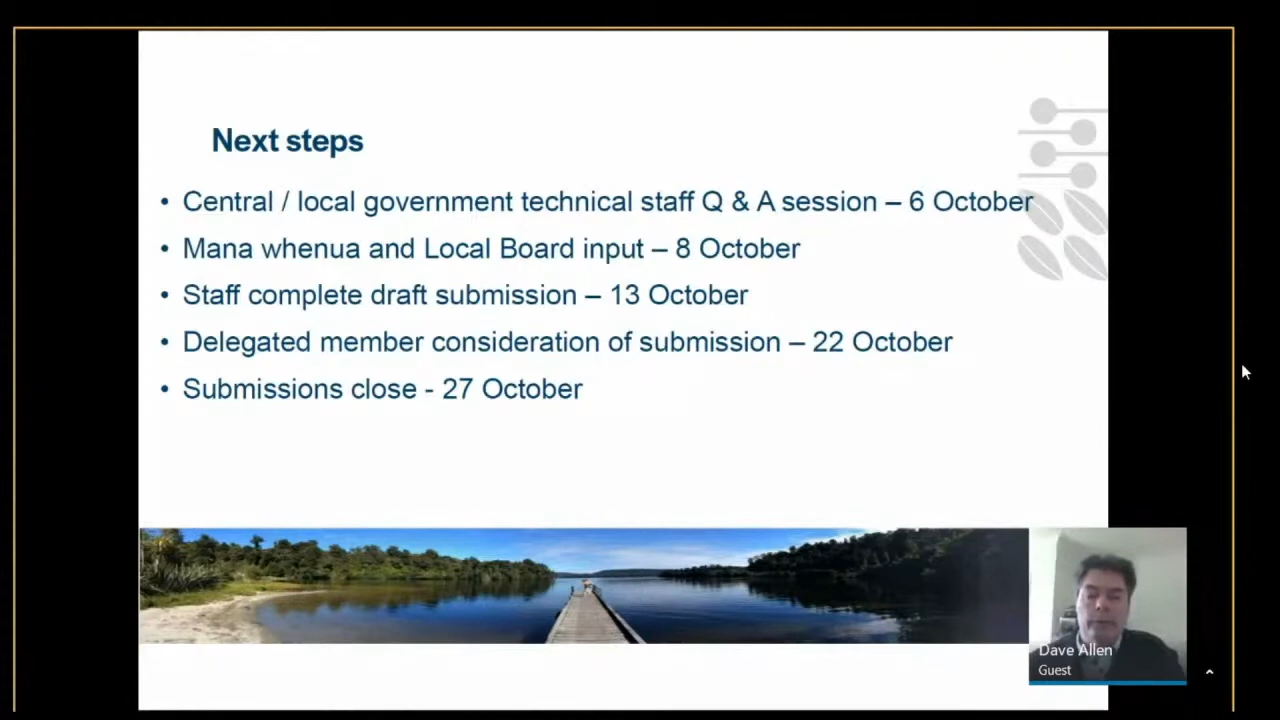 Next steps
• Central / local government technical staff Q & A session – 6 October
• Mana whenua and Local Board input – 8 October
• Staff complete draft submission – 13 October
• Delegated member consideration of submission – 22 October
• Submissions close - 27 October
Dave Allen
Guest